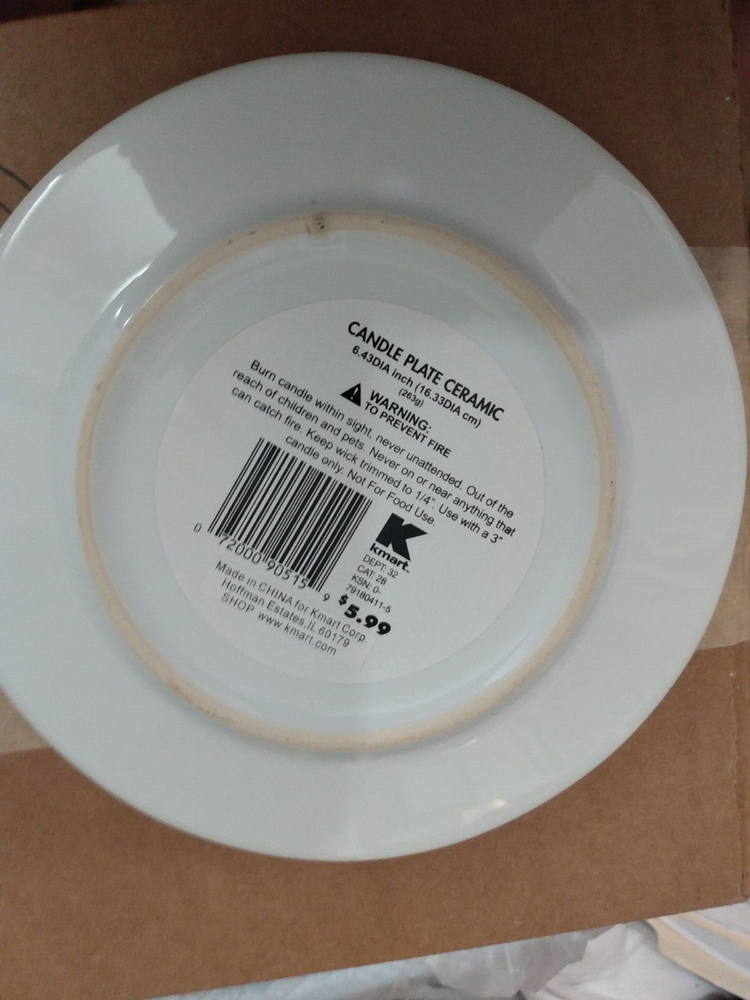 CANDLE PLATE CERAMIC
6.43DIA inch (16.33DIA cm)
(263g)
WARNING:
TO PREVENT FIRE
Burn candle within sight, never unattended. Out of the
reach of children and pets. Never on or near anything that
can catch fire. Keep wick trimmed to 1/4". Use with a 3"
candle only. Not For Food Use.
0 72000 90515 9
K
kmart.
DEPT: 32
CAT: 28
KSN: 0-
79180411-5
$5.99
Made in CHINA for Kmart Corp
Hoffman Estates,IL 60179
SHOP www.kmart.com